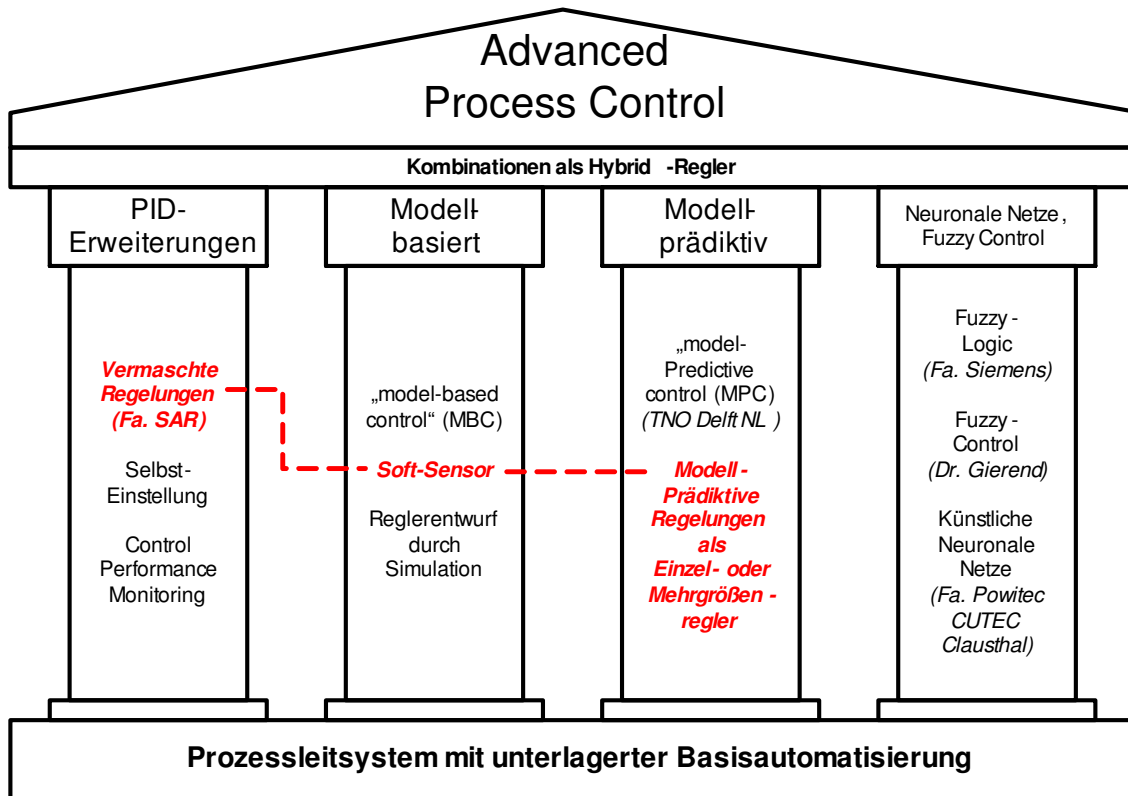 Advanced
Process Control
Kombinationen als Hybrid -Regler
PID-
Erweiterungen
Modell-
basiert
Modell-
prädiktiv
Neuronale Netze ,
Fuzzy Control
Vermaschte
Regelungen
(Fa. SAR)
Selbst-
Einstellung
Control
Performance
Monitoring
„model-based
control“ (MBC)
Soft-Sensor
Reglerentwurf
durch
Simulation
„model-
Predictive
control (MPC)
(TNO Delft NL )
Modell -
Prädiktive
Regelungen
als
Einzel- oder
Mehrgrößen -
regler
Fuzzy -
Logic
(Fa. Siemens)
Fuzzy -
Control
(Dr. Gierend)
Künstliche
Neuronale
Netze
(Fa. Powitec
CUTEC
Clausthal)
Prozessleitsystem mit unterlagerter Basisautomatisierung